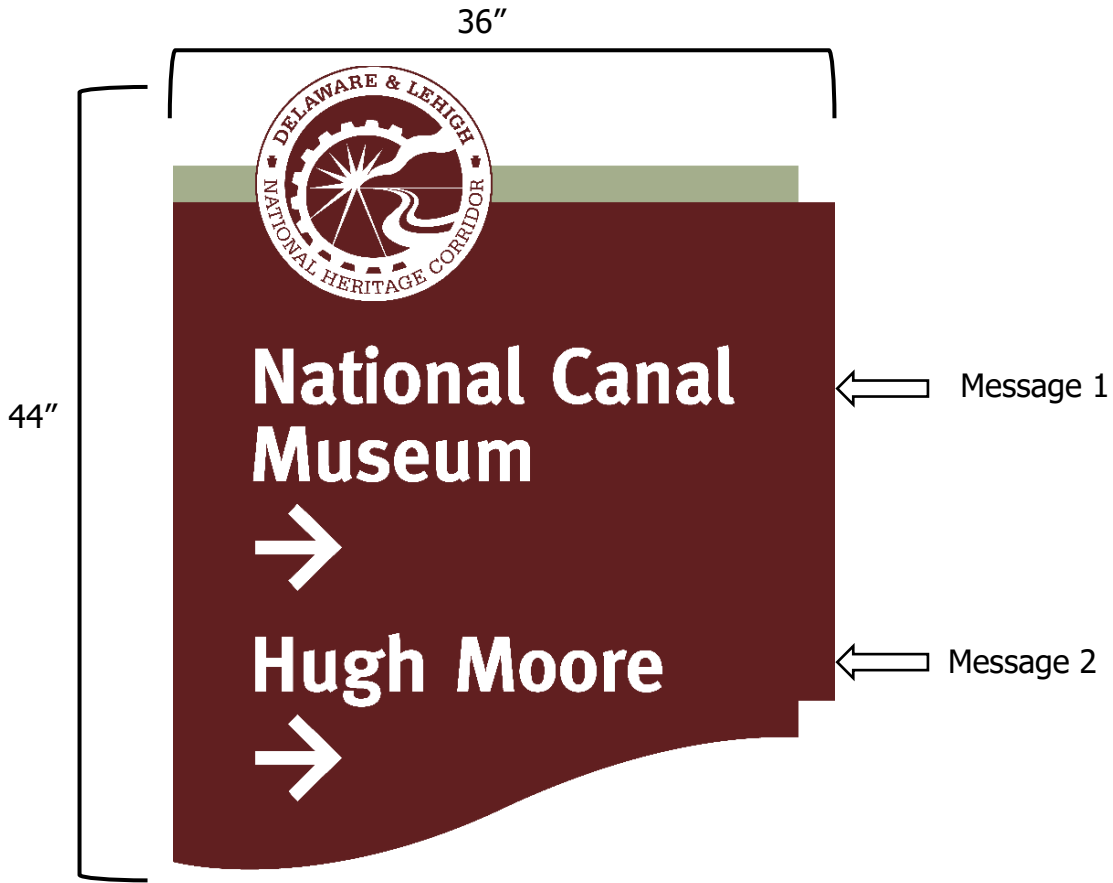 36”
DELAWARE & LEHIGH
NATIONAL HERITAGE CORRIDOR
44”
National Canal
Museum
Message 1
Hugh Moore
Message 2